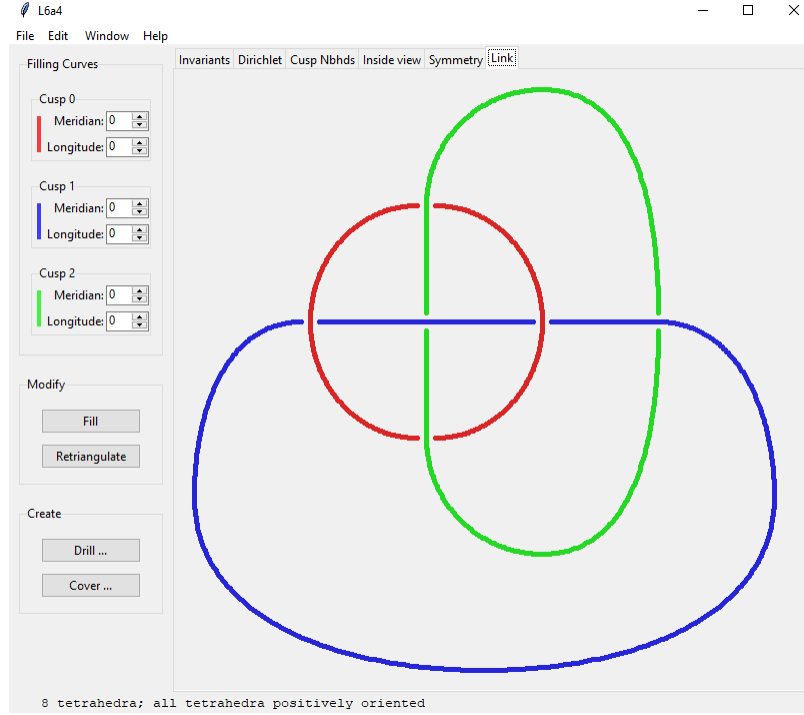 L6a4
File Edit Window Help
Filling Curves
Invariants Dirichlet Cusp Nbhds Inside view Symmetry Link
Cusp 0
Meridian: 0
Longitude: 0
Cusp 1
Meridian: 0
Longitude: 0
Cusp 2
Meridian: 0
Longitude: 0
Modify
Fill
Retriangulate
Create
Drill ...
Cover ...
8 tetrahedra; all tetrahedra positively oriented